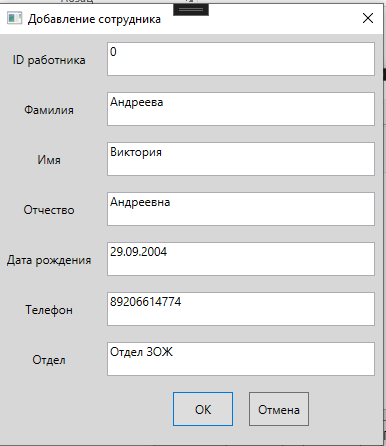 Добавление сотрудника
ID работника
0
Фамилия
Андреева
Имя
Виктория
Отчество
Андреевна
Дата рождения
29.09.2004
Телефон
89206614774
Отдел
Отдел ЗОЖ
OK
Отмена